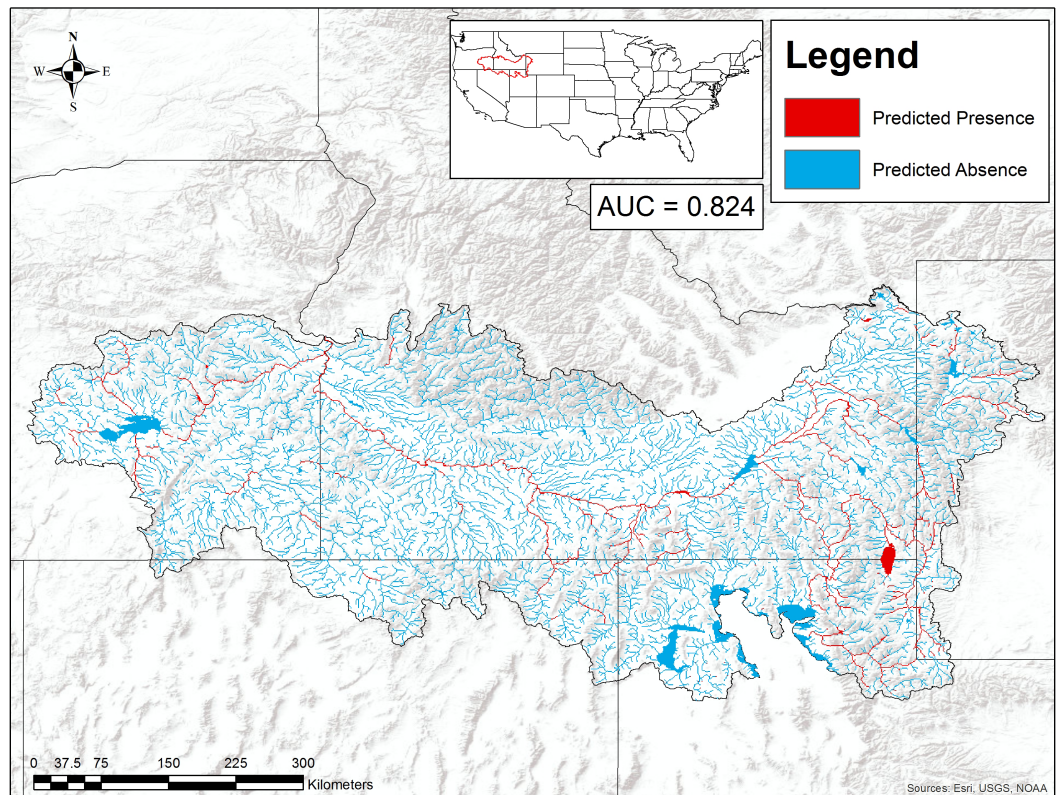 N
W
E
S
Legend
Predicted Presence
Predicted Absence
AUC = 0.824
0 37.5 75 150 225 300
Kilometers
Sources: Esri, USGS, NOAA